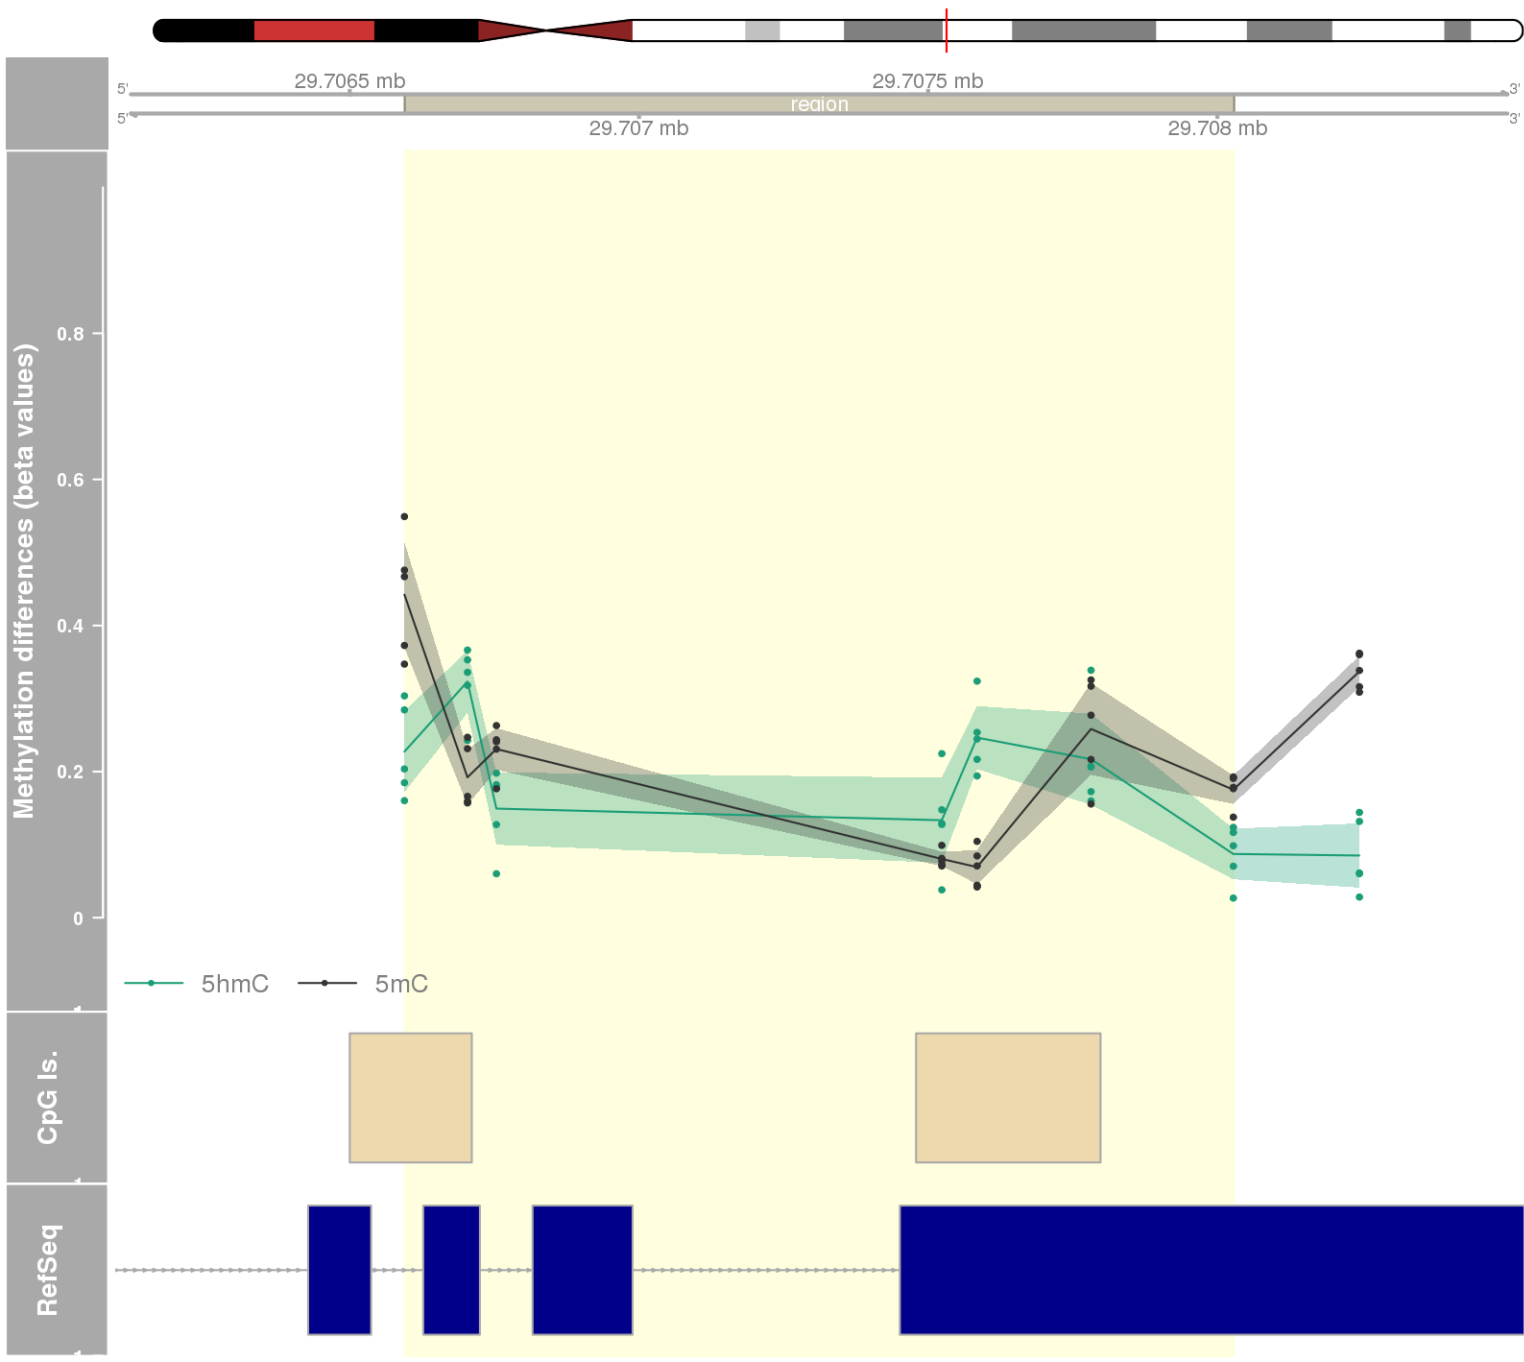 29.7065 mb
29.7075 mb
5'
3'
region
5'
3'
29.707 mb
29.708 mb
Methylation differences (beta values)
0.8
0.6
0.4
0.2
0
5hmC
5mC
CpG Is.
RefSeq